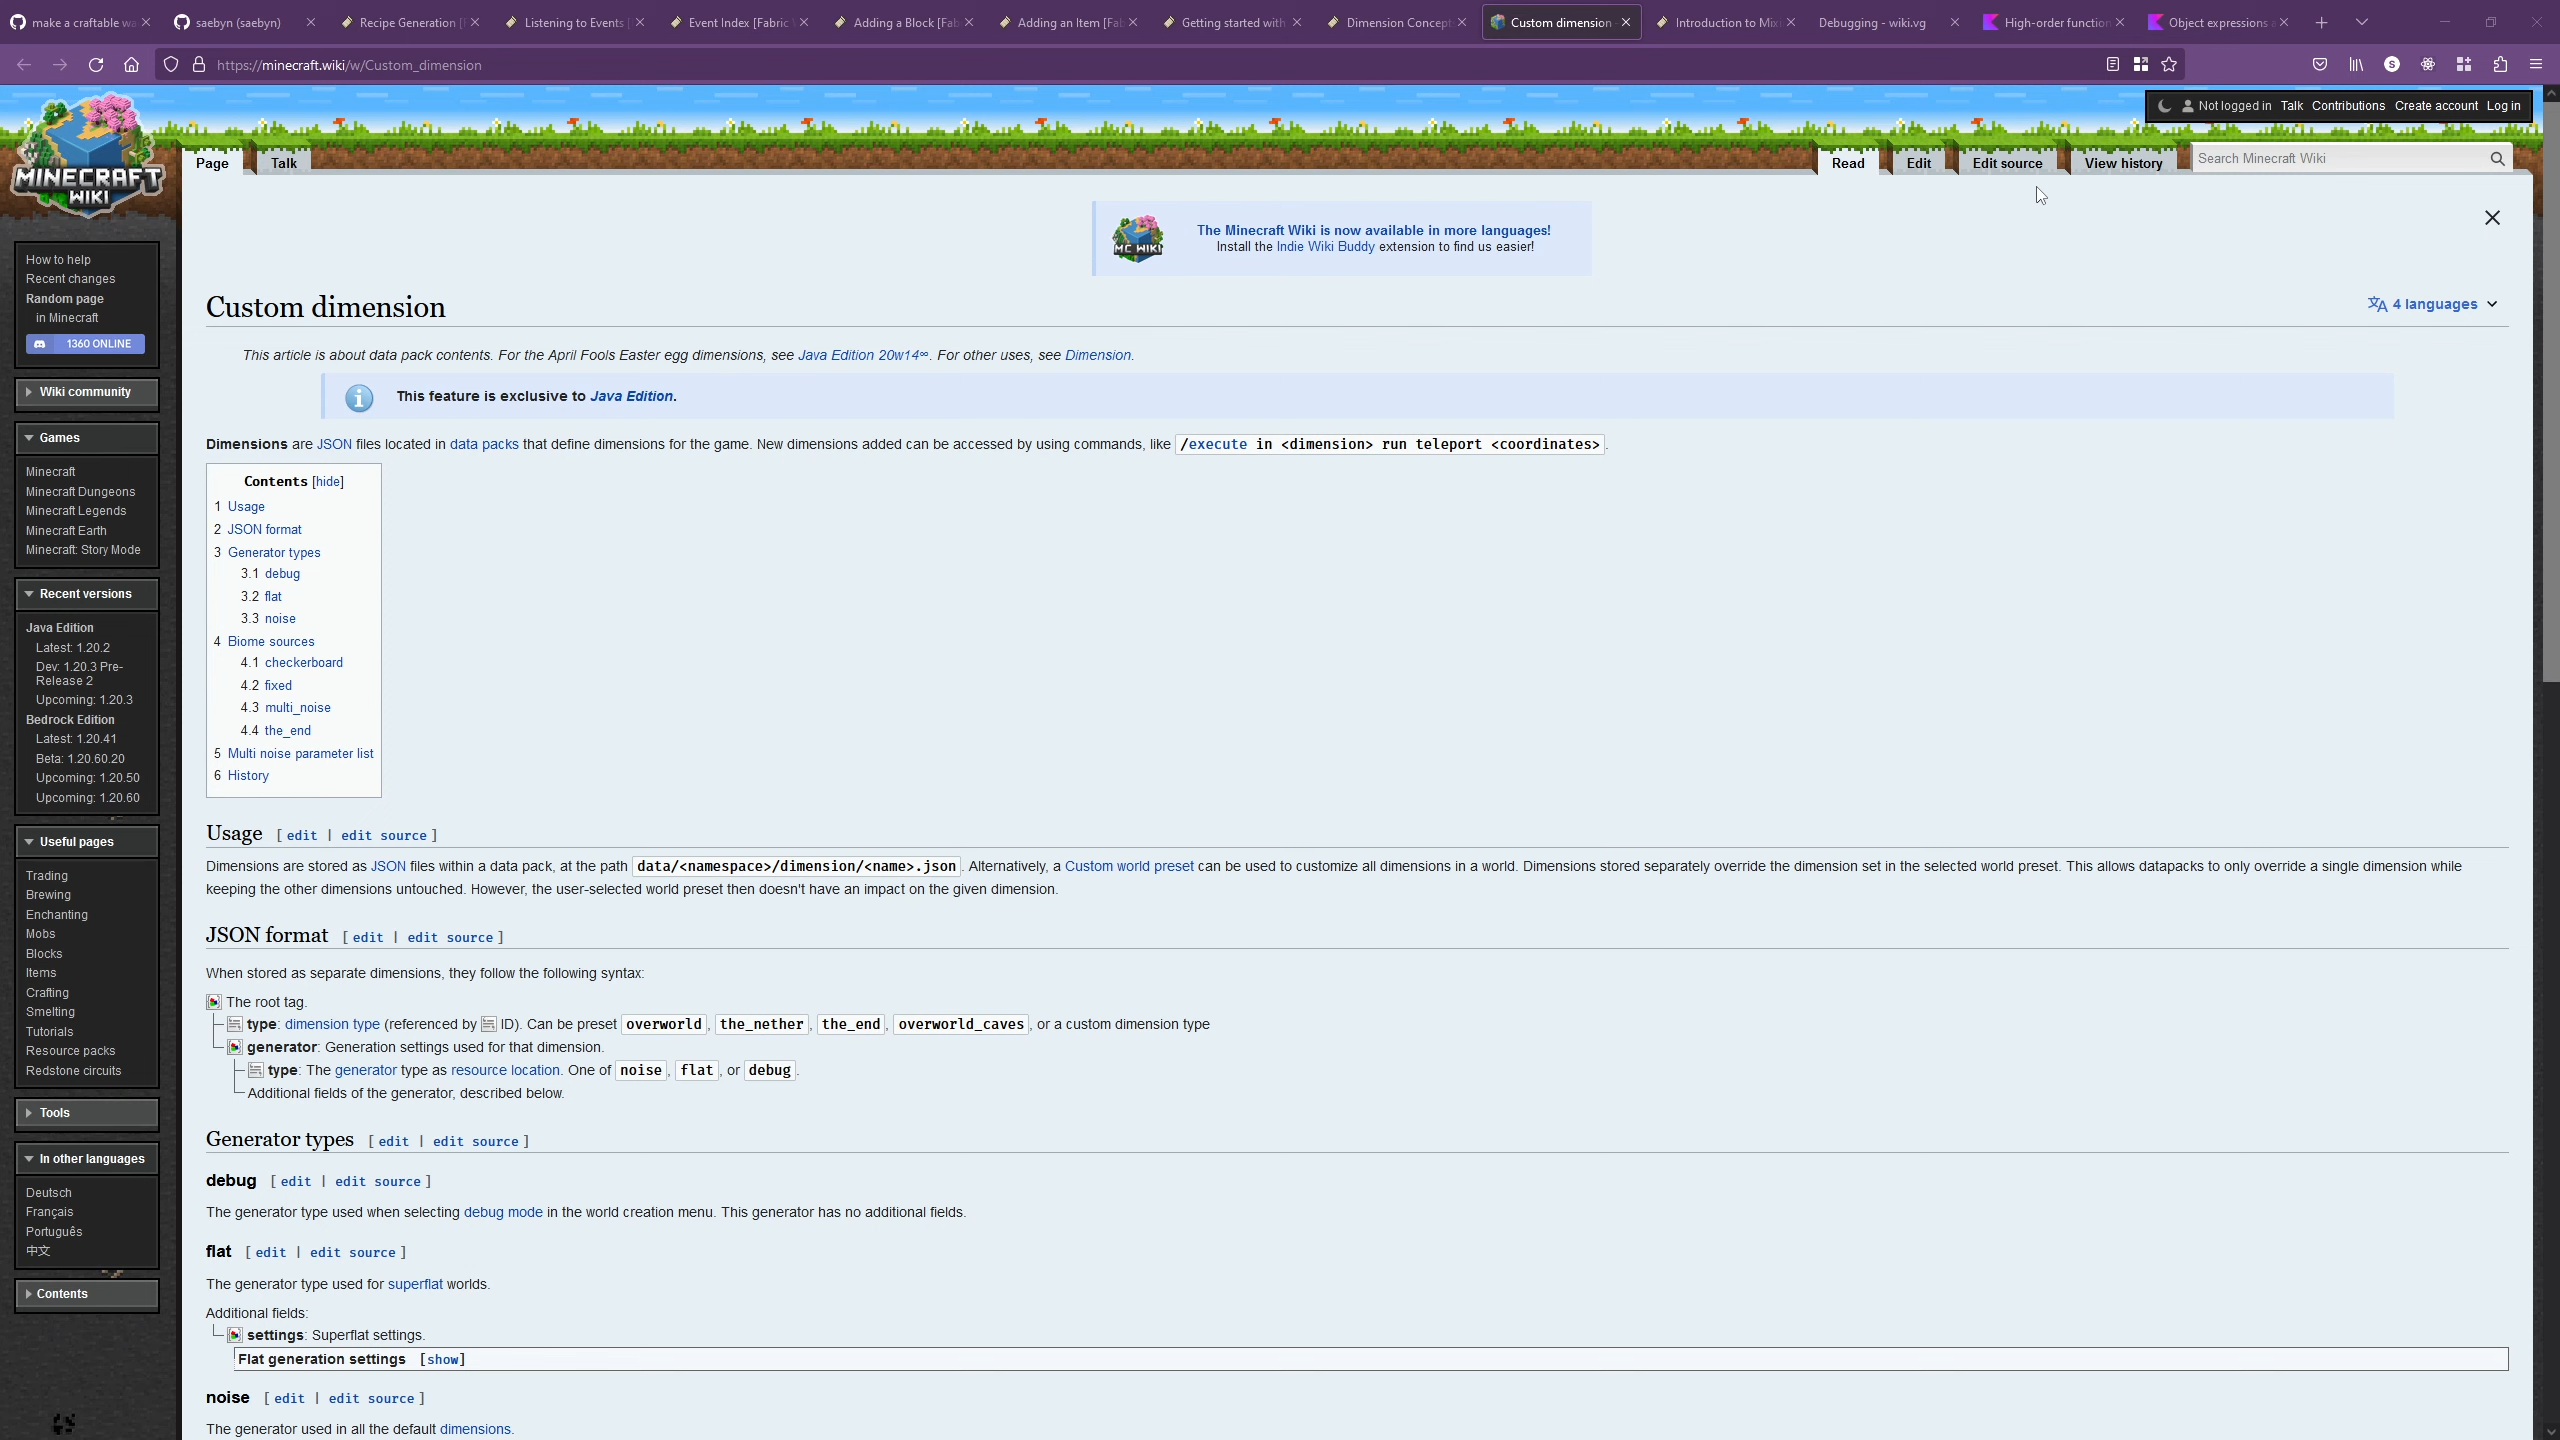 make a craftable wa
saebyn (saebyn)
Recipe Generation [F
Listening to Events [
Event Index [Fabric W
Adding a Block [Fab
Adding an Item [Fab
Getting started with
Dimension Concept
Custom dimension
Introduction to Mix
Debugging - wiki.vg
High-order function
Object expressions a
https://minecraft.wiki/w/Custom_dimension
MINECRAFT
WIKI
Not logged in Talk Contributions Create account Log in
Page
Talk
Read
Edit
Edit source
View history
Search Minecraft Wiki
MC WIKI
The Minecraft Wiki is now available in more languages!
Install the Indie Wiki Buddy extension to find us easier!
How to help
Recent changes
Random page
in Minecraft
1360 ONLINE
Wiki community
Games
Minecraft
Minecraft Dungeons
Minecraft Legends
Minecraft Earth
Minecraft: Story Mode
Recent versions
Java Edition
Latest: 1.20.2
Dev: 1.20.3 Pre-
Release 2
Upcoming: 1.20.3
Bedrock Edition
Latest: 1.20.41
Beta: 1.20.60.20
Upcoming: 1.20.50
Upcoming: 1.20.60
Useful pages
Trading
Brewing
Enchanting
Mobs
Blocks
Items
Crafting
Smelting
Tutorials
Resource packs
Redstone circuits
Tools
In other languages
Deutsch
Français
Português
中文
Contents
Custom dimension
4 languages
This article is about data pack contents. For the April Fools Easter egg dimensions, see Java Edition 20w14∞. For other uses, see Dimension.
This feature is exclusive to Java Edition.
Dimensions are JSON files located in data packs that define dimensions for the game. New dimensions added can be accessed by using commands, like /execute in <dimension> run teleport <coordinates>.
Contents [hide]
1 Usage
2 JSON format
3 Generator types
3.1 debug
3.2 flat
3.3 noise
4 Biome sources
4.1 checkerboard
4.2 fixed
4.3 multi_noise
4.4 the_end
5 Multi noise parameter list
6 History
Usage [ edit | edit source ]
Dimensions are stored as JSON files within a data pack, at the path data/<namespace>/dimension/<name>.json. Alternatively, a Custom world preset can be used to customize all dimensions in a world. Dimensions stored separately override the dimension set in the selected world preset. This allows datapacks to only override a single dimension while
keeping the other dimensions untouched. However, the user-selected world preset then doesn't have an impact on the given dimension.
JSON format [ edit | edit source ]
When stored as separate dimensions, they follow the following syntax:
The root tag.
type: dimension type (referenced by ID). Can be preset overworld, the_nether, the_end, overworld_caves, or a custom dimension type
generator: Generation settings used for that dimension.
type: The generator type as resource location. One of noise, flat, or debug.
Additional fields of the generator, described below.
Generator types [ edit | edit source ]
debug [ edit | edit source ]
The generator type used when selecting debug mode in the world creation menu. This generator has no additional fields.
flat [ edit | edit source ]
The generator type used for superflat worlds.
Additional fields:
settings: Superflat settings.
Flat generation settings [show]
noise [ edit | edit source ]
The generator used in all the default dimensions.